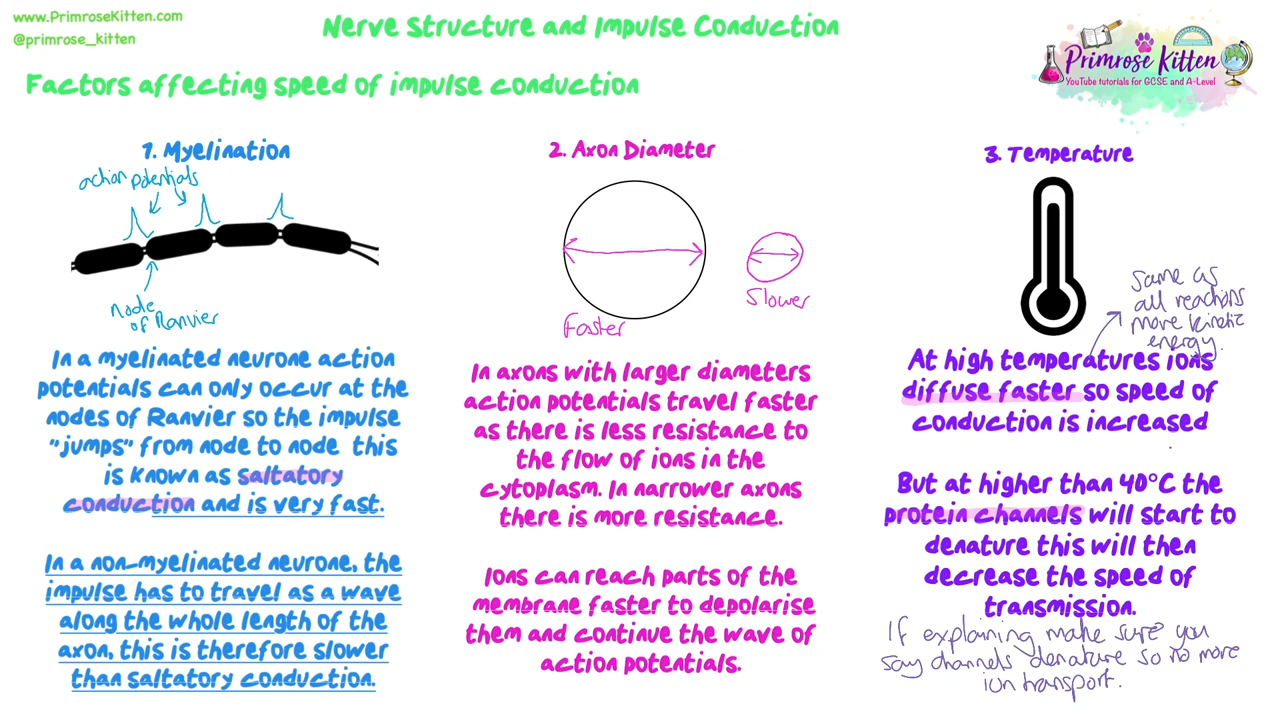 www.PrimroseKitten.com
@primrose_kitten
Nerve Structure and Impulse Conduction
Primrose Kitten
YouTube tutorials for GCSE and A-Level
Factors affecting speed of impulse conduction
1. Myelination
action potentials
node
of Ranvier
In a myelinated neurone action
potentials can only occur at the
nodes of Ranvier so the impulse
"jumps" from node to node this
is known as saltatory
conduction and is very fast.
In a non-myelinated neurone, the
impulse has to travel as a wave
along the whole length of the
axon, this is therefore slower
than saltatory conduction.
2. Axon Diameter
Faster
Slower
In axons with larger diameters
action potentials travel faster
as there is less resistance to
the flow of ions in the
cytoplasm. In narrower axons
there is more resistance.
Ions can reach parts of the
membrane faster to depolarise
them and continue the wave of
action potentials.
3. Temperature
Same as
all reactions
more kinetic
energy.
At high temperatures ions
diffuse faster so speed of
conduction is increased
But at higher than 40°C the
protein channels will start to
denature this will then
decrease the speed of
transmission.
If explaining make sure you
say channels denature so no more
ion transport.